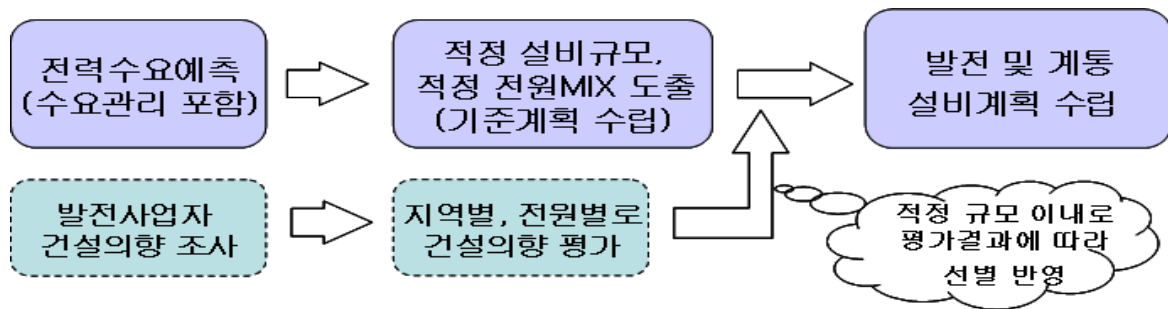 전력수요예측
(수요관리 포함)
적정 설비규모,
적정 전원MIX 도출
(기준계획 수립)
발전 및 계통
설비계획 수립
발전사업자
건설의향 조사
지역별, 전원별로
건설의향 평가
적정 규모 이내로
평가결과에 따라
선별 반영